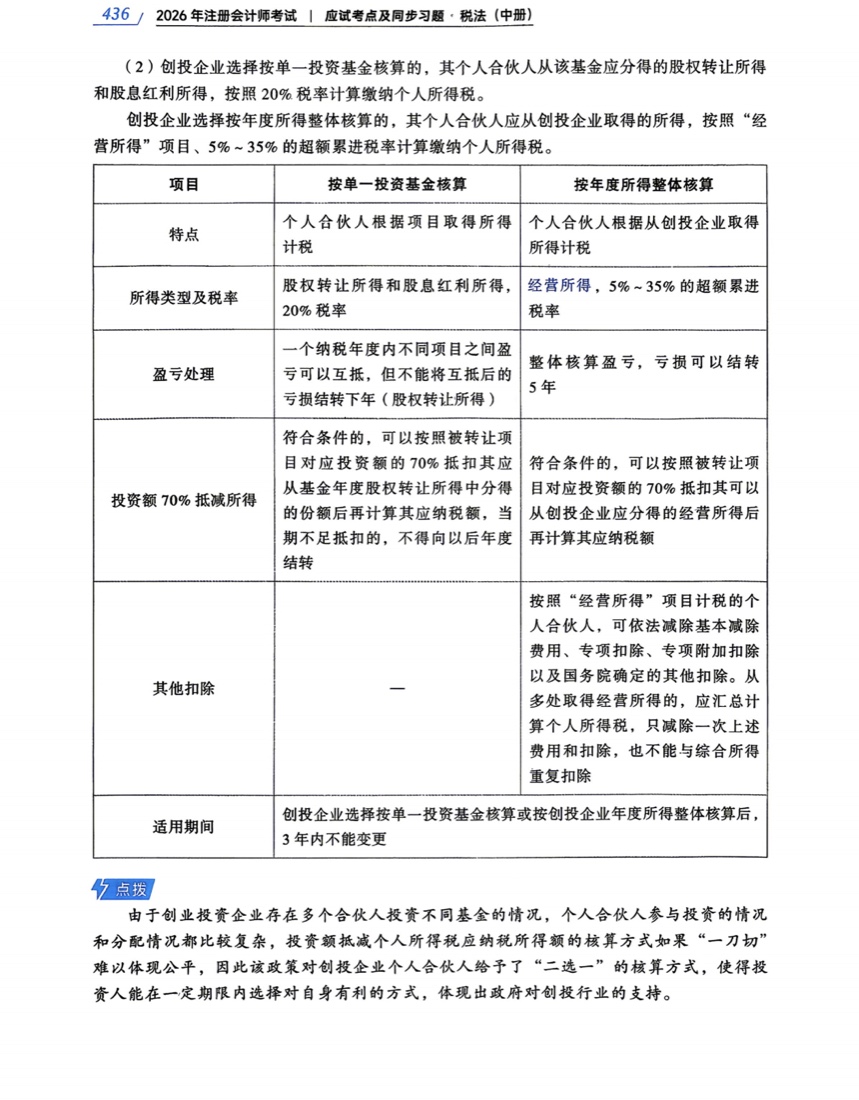 436 2026 年注册会计师考试 | 应试考点及同步习题·税法（中册）
（2）创投企业选择按单一投资基金核算的，其个人合伙人从该基金应分得的股权转让所得
和股息红利所得，按照 20% 税率计算缴纳个人所得税。
创投企业选择按年度所得整体核算的，其个人合伙人应从创投企业取得的所得，按照“经
营所得”项目、5% ~ 35% 的超额累进税率计算缴纳个人所得税。
项目
按单一投资基金核算
按年度所得整体核算
特点
个人合伙人根据项目取得所得
计税
个人合伙人根据从创投企业取得
所得计税
所得类型及税率
股权转让所得和股息红利所得，
20% 税率
经营所得，5% ~ 35% 的超额累进
税率
盈亏处理
一个纳税年度内不同项目之间盈
亏可以互抵，但不能将互抵后的
亏损结转下年（股权转让所得）
整体核算盈亏，亏损可以结转
5 年
投资额 70% 抵减所得
符合条件的，可以按照被转让项
目对应投资额的 70% 抵扣其应
从基金年度股权转让所得中分得
的份额后再计算其应纳税额，当
期不足抵扣的，不得向以后年度
结转
符合条件的，可以按照被转让项
目对应投资额的 70% 抵扣其可以
从创投企业应分得的经营所得后
再计算其应纳税额
其他扣除
—
按照“经营所得”项目计税的个
人合伙人，可依法减除基本减除
费用、专项扣除、专项附加扣除
以及国务院确定的其他扣除。从
多处取得经营所得的，应汇总计
算个人所得税，只减除一次上述
费用和扣除，也不能与综合所得
重复扣除
适用期间
创投企业选择按单一投资基金核算或按创投企业年度所得整体核算后，
3 年内不能变更
点拨
由于创业投资企业存在多个合伙人投资不同基金的情况，个人合伙人参与投资的情况
和分配情况都比较复杂，投资额抵减个人所得税应纳税所得额的核算方式如果“一刀切”
难以体现公平，因此该政策对创投企业个人合伙人给予了“二选一”的核算方式，使得投
资人能在一定期限内选择对自身有利的方式，体现出政府对创投行业的支持。